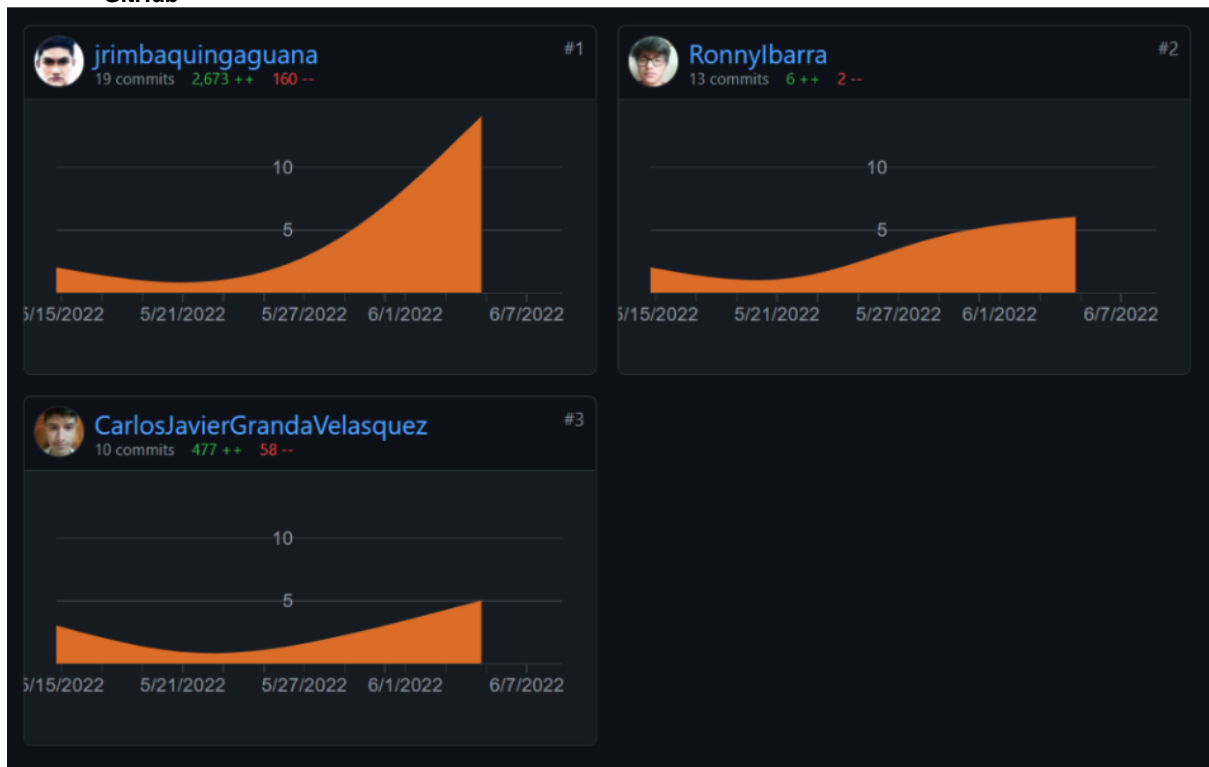 GitHub
jrimbaquingaguana #1
19 commits 2,673 ++ 160 --
10
5
5/15/2022 5/21/2022 5/27/2022 6/1/2022 6/7/2022
RonnyIbarra #2
13 commits 6 ++ 2 --
10
5
5/15/2022 5/21/2022 5/27/2022 6/1/2022 6/7/2022
CarlosJavierGrandaVelasquez #3
10 commits 477 ++ 58 --
10
5
5/15/2022 5/21/2022 5/27/2022 6/1/2022 6/7/2022